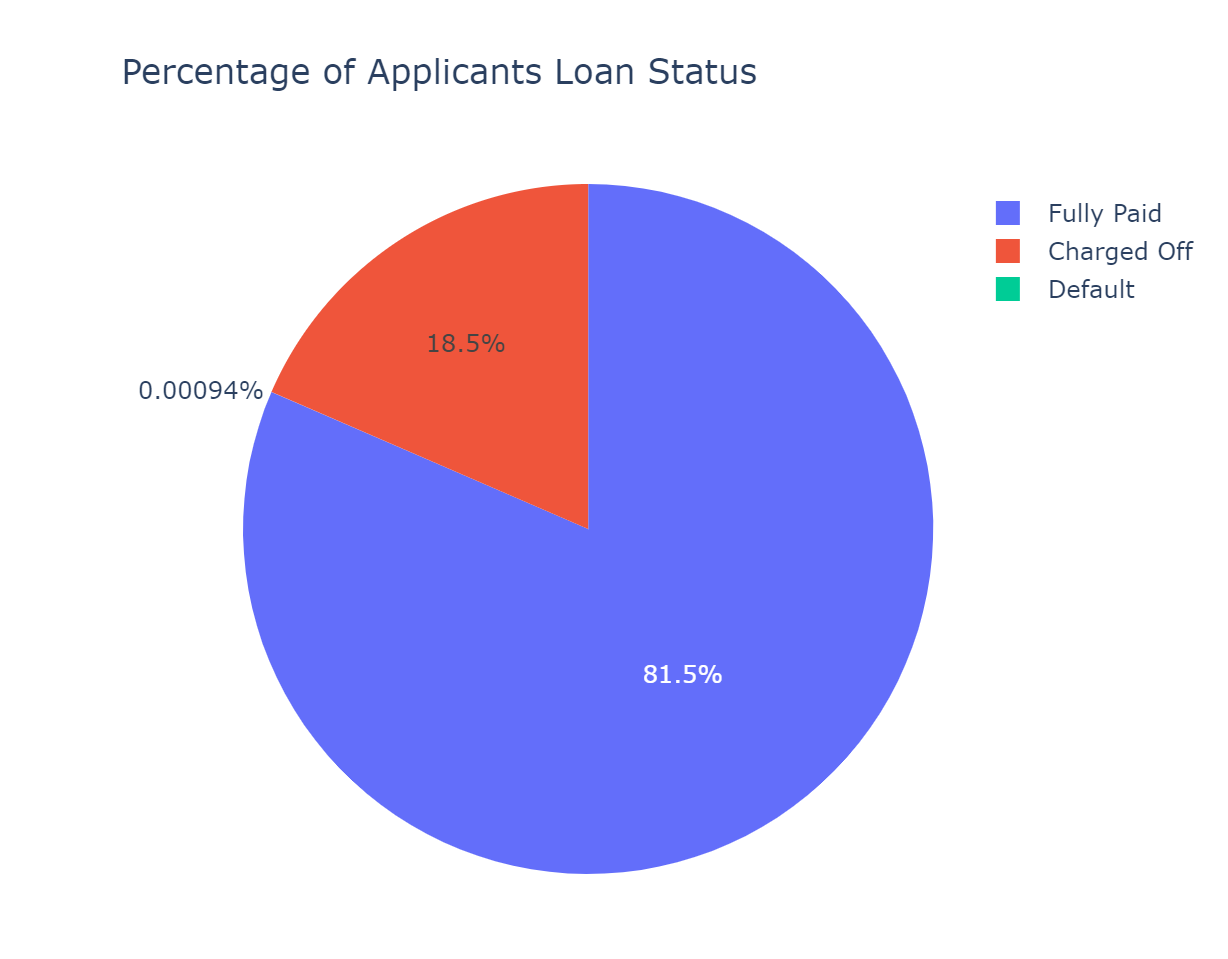 Percentage of Applicants Loan Status
Fully Paid
Charged Off
Default
18.5%
0.00094%
81.5%